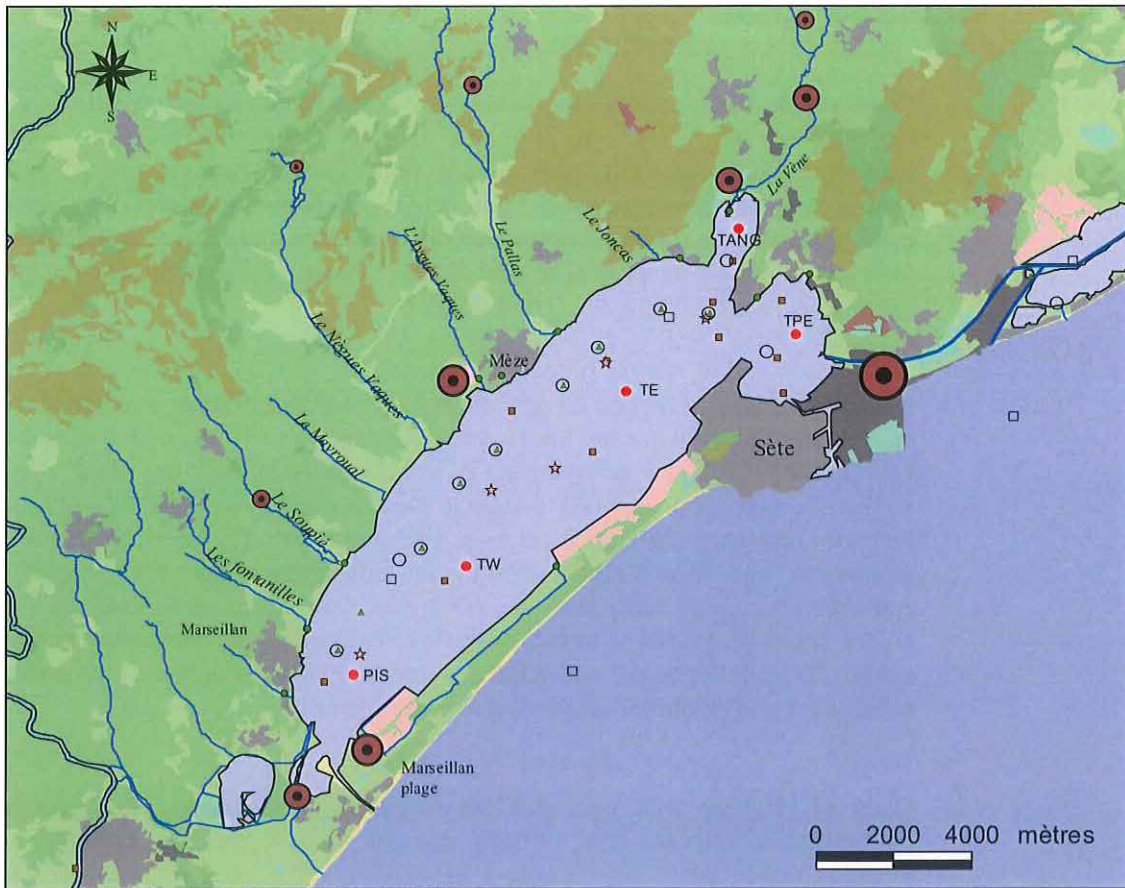 N
E
S
La Vène
Le Joncas
TANG
Le Pallas
L'Aygues Vaques
TPE
Le Nègues Vaques
Mèze
TE
La Mayroual
Sète
Le Soupié
Les fontanilles
TW
Marseillan
PIS
Marseillan
plage
0 2000 4000 mètres